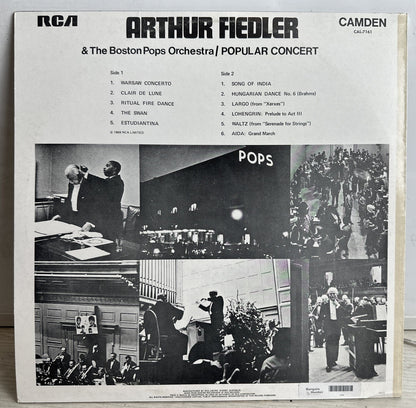 RCA
ARTHUR FIEDLER
CAMDEN
CAL-7141
& The Boston Pops Orchestra/ POPULAR CONCERT
Side 1
1. WARSAW CONCERTO
2. CLAIR DE LUNE
3. RITUAL FIRE DANCE
4. THE SWAN
5. ESTUDIANTINA
Side 2
1. SONG OF INDIA
2. HUNGARIAN DANCE No. 6 (Brahms)
3. LARGO (from "Xerxes")
4. LOHENGRIN: Prelude to Act III
5. WALTZ (from "Serenade for Strings")
6. AIDA: Grand March
POPS